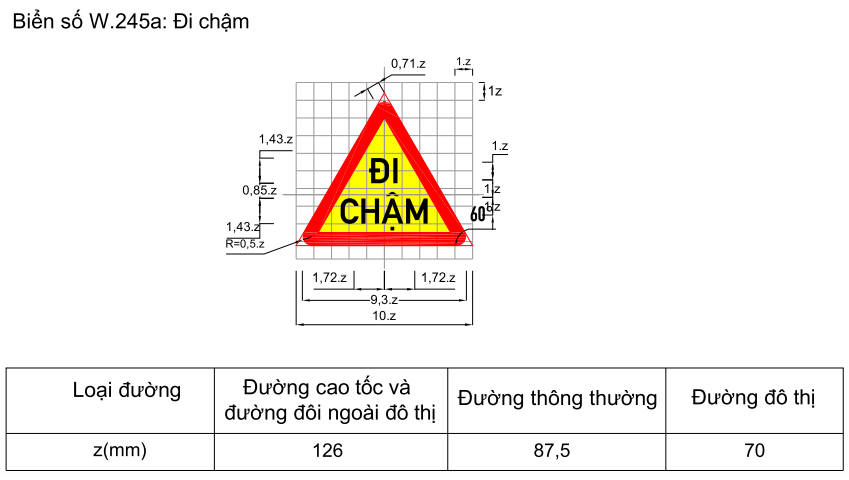 Biển số W.245a: Đi chậm
0,71.z
1.z
1z
1,43.z
1.z
ĐI
0,85.z
1.z
CHẬM
60°
1.z
1,43.z
R=0,5.z
1,72.z
1,72.z
9,3.z
10.z
Loại đường
Đường cao tốc và
đường đôi ngoài đô thị
Đường thông thường
Đường đô thị
z(mm)
126
87,5
70